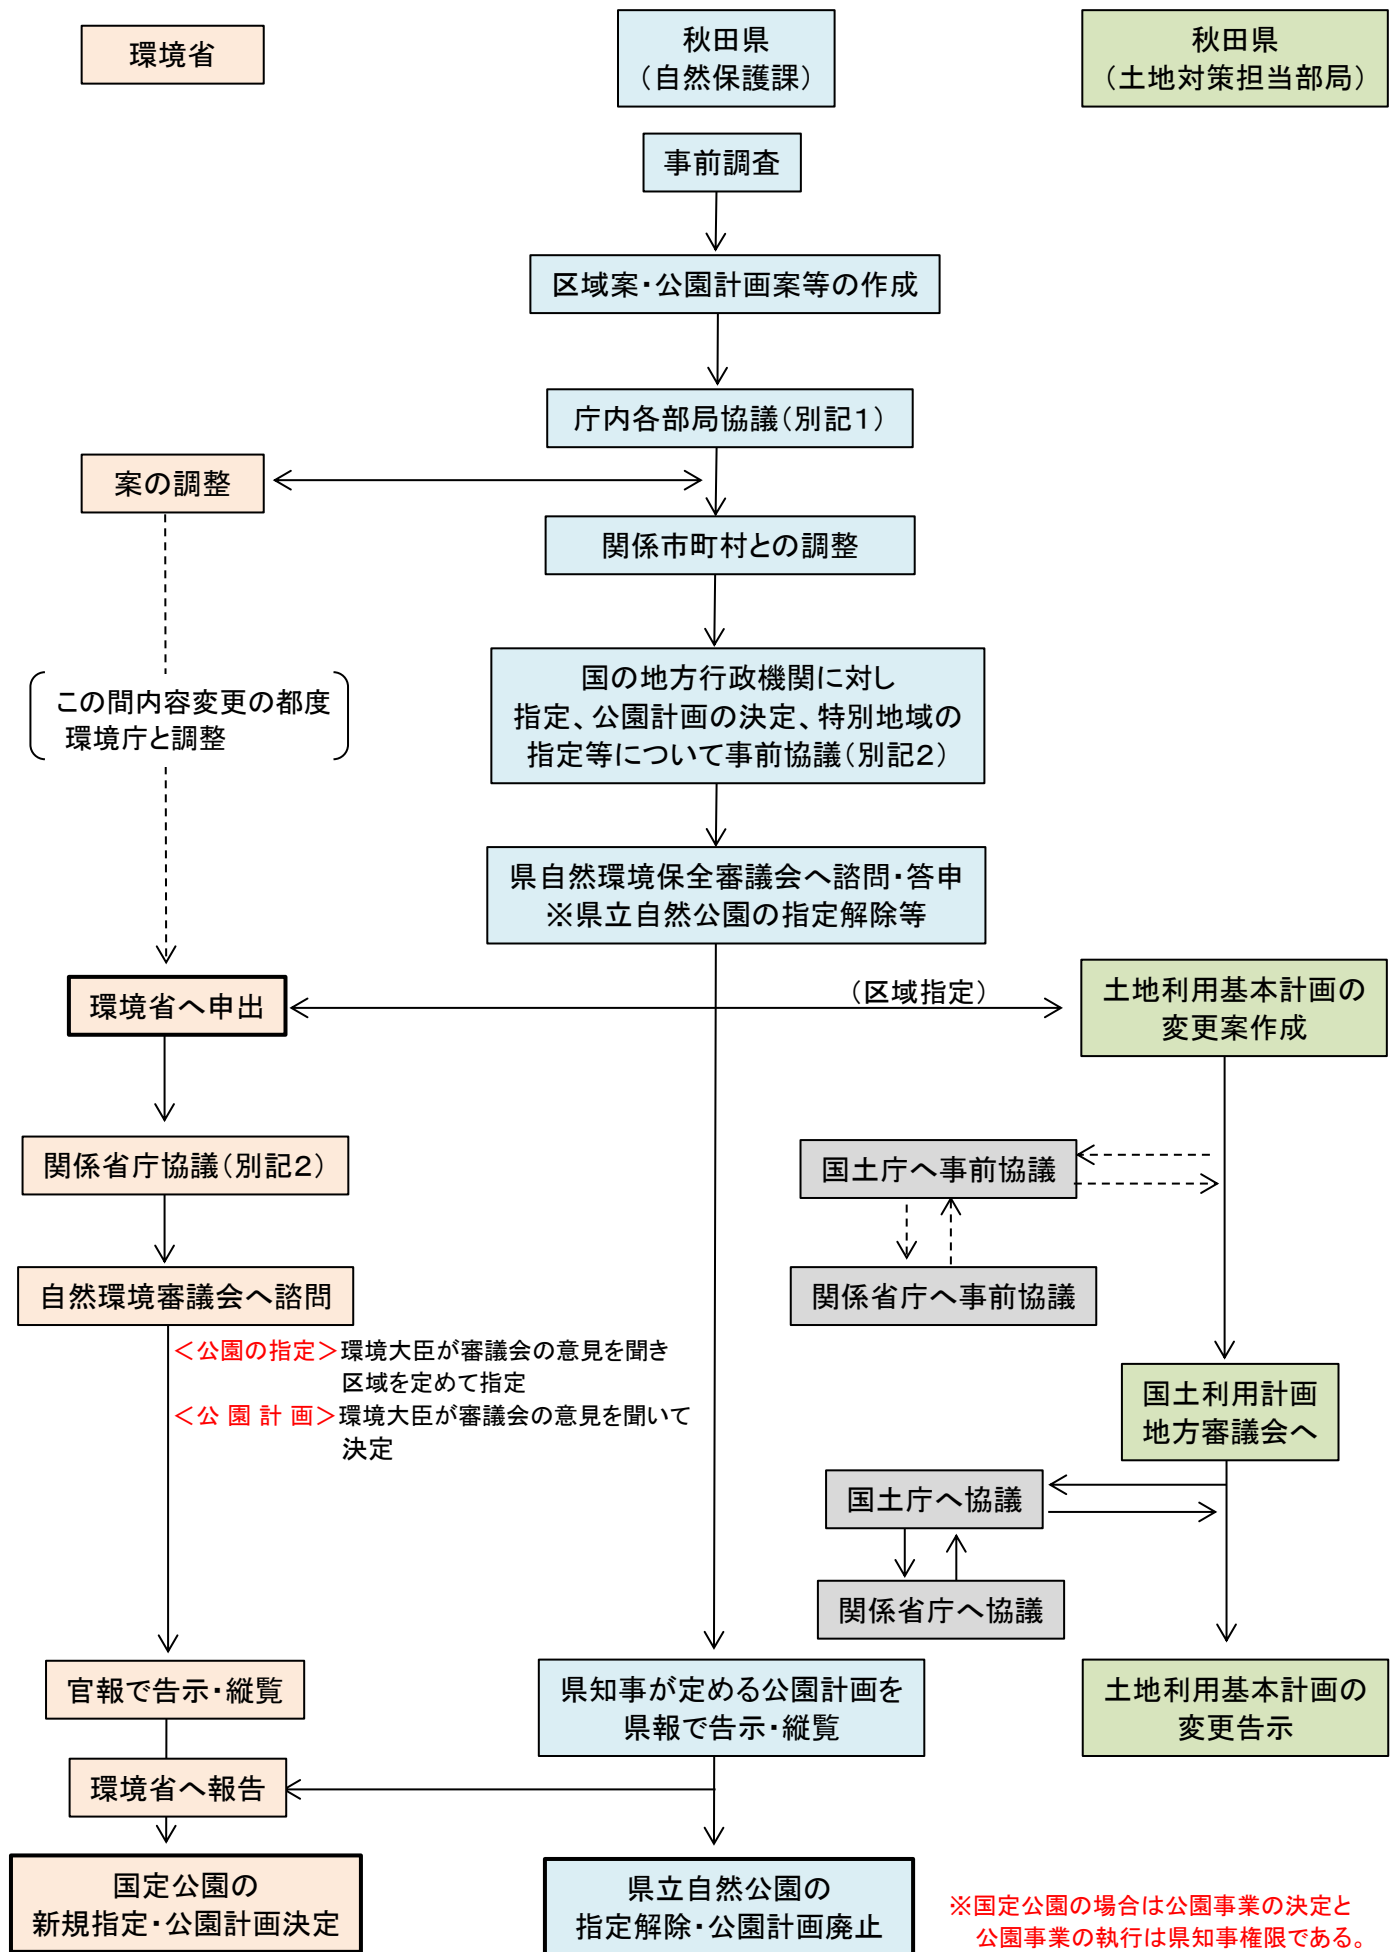 環境省
秋田県
（自然保護課）
秋田県
（土地対策担当部局）
事前調査
区域案・公園計画案等の作成
庁内各部局協議（別記１）
案の調整
関係市町村との調整
この間内容変更の都度
環境庁と調整
国の地方行政機関に対し
指定、公園計画の決定、特別地域の
指定等について事前協議（別記２）
県自然環境保全審議会へ諮問・答申
※県立自然公園の指定解除等
環境省へ申出
（区域指定）
土地利用基本計画の
変更案作成
関係省庁協議（別記２）
国土庁へ事前協議
自然環境審議会へ諮問
関係省庁へ事前協議
＜公園の指定＞環境大臣が審議会の意見を聞き
区域を定めて指定
＜公 園 計 画＞環境大臣が審議会の意見を聞いて
決定
国土利用計画
地方審議会へ
国土庁へ協議
関係省庁へ協議
官報で告示・縦覧
県知事が定める公園計画を
県報で告示・縦覧
土地利用基本計画の
変更告示
環境省へ報告
国定公園の
新規指定・公園計画決定
県立自然公園の
指定解除・公園計画廃止
※国定公園の場合は公園事業の決定と
公園事業の執行は県知事権限である。